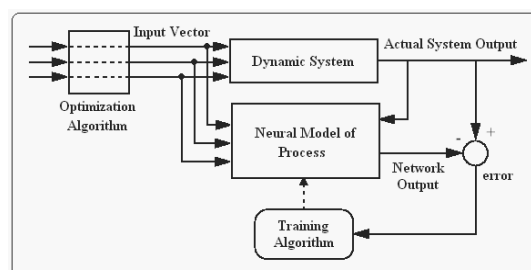 Input Vector
Actual System Output
Dynamic System
Optimization
Algorithm
Neural Model of
Process
-
+
Network
Output
error
Training
Algorithm